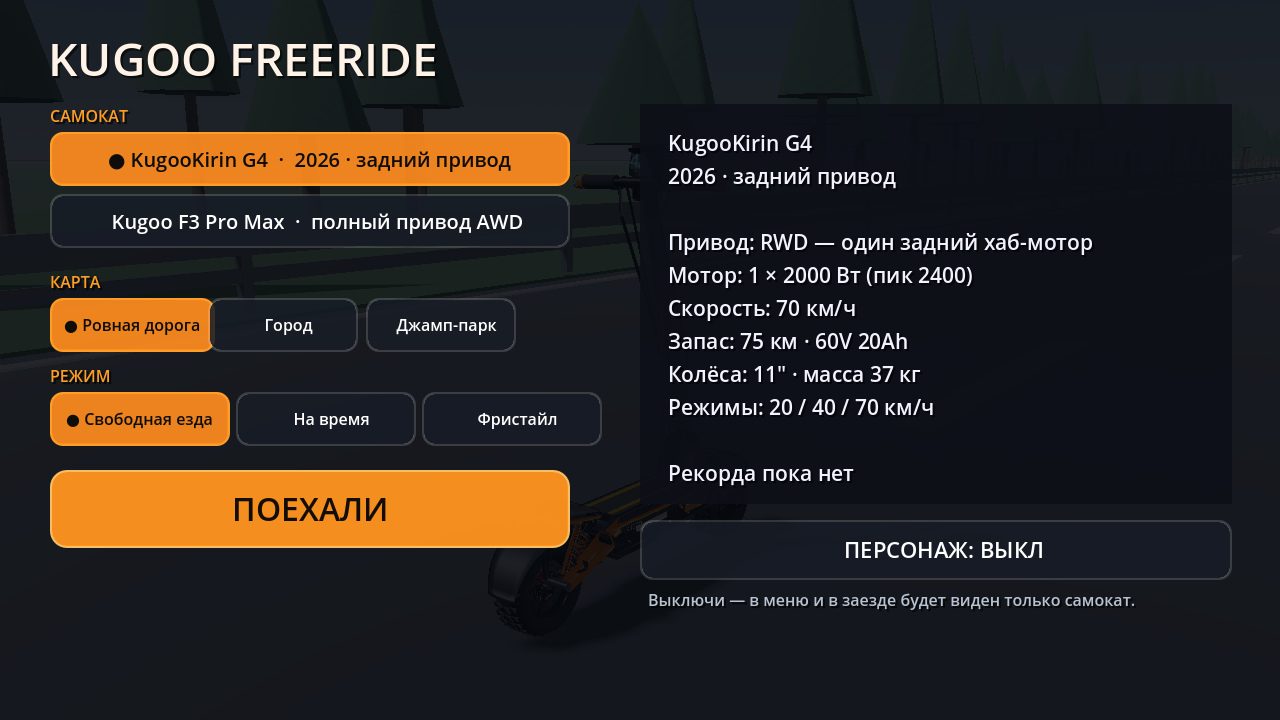 KUGOO FREERIDE
САМОКАТ
● KugooKirin G4 · 2026 · задний привод
Kugoo F3 Pro Max · полный привод AWD
КАРТА
● Ровная дорога
Город
Джамп-парк
РЕЖИМ
● Свободная езда
На время
Фристайл
ПОЕХАЛИ
KugooKirin G4
2026 · задний привод
Привод: RWD — один задний хаб-мотор
Мотор: 1 × 2000 Вт (пик 2400)
Скорость: 70 км/ч
Запас: 75 км · 60V 20Ah
Колёса: 11" · масса 37 кг
Режимы: 20 / 40 / 70 км/ч
Рекорда пока нет
ПЕРСОНАЖ: ВЫКЛ
Выключи — в меню и в заезде будет виден только самокат.